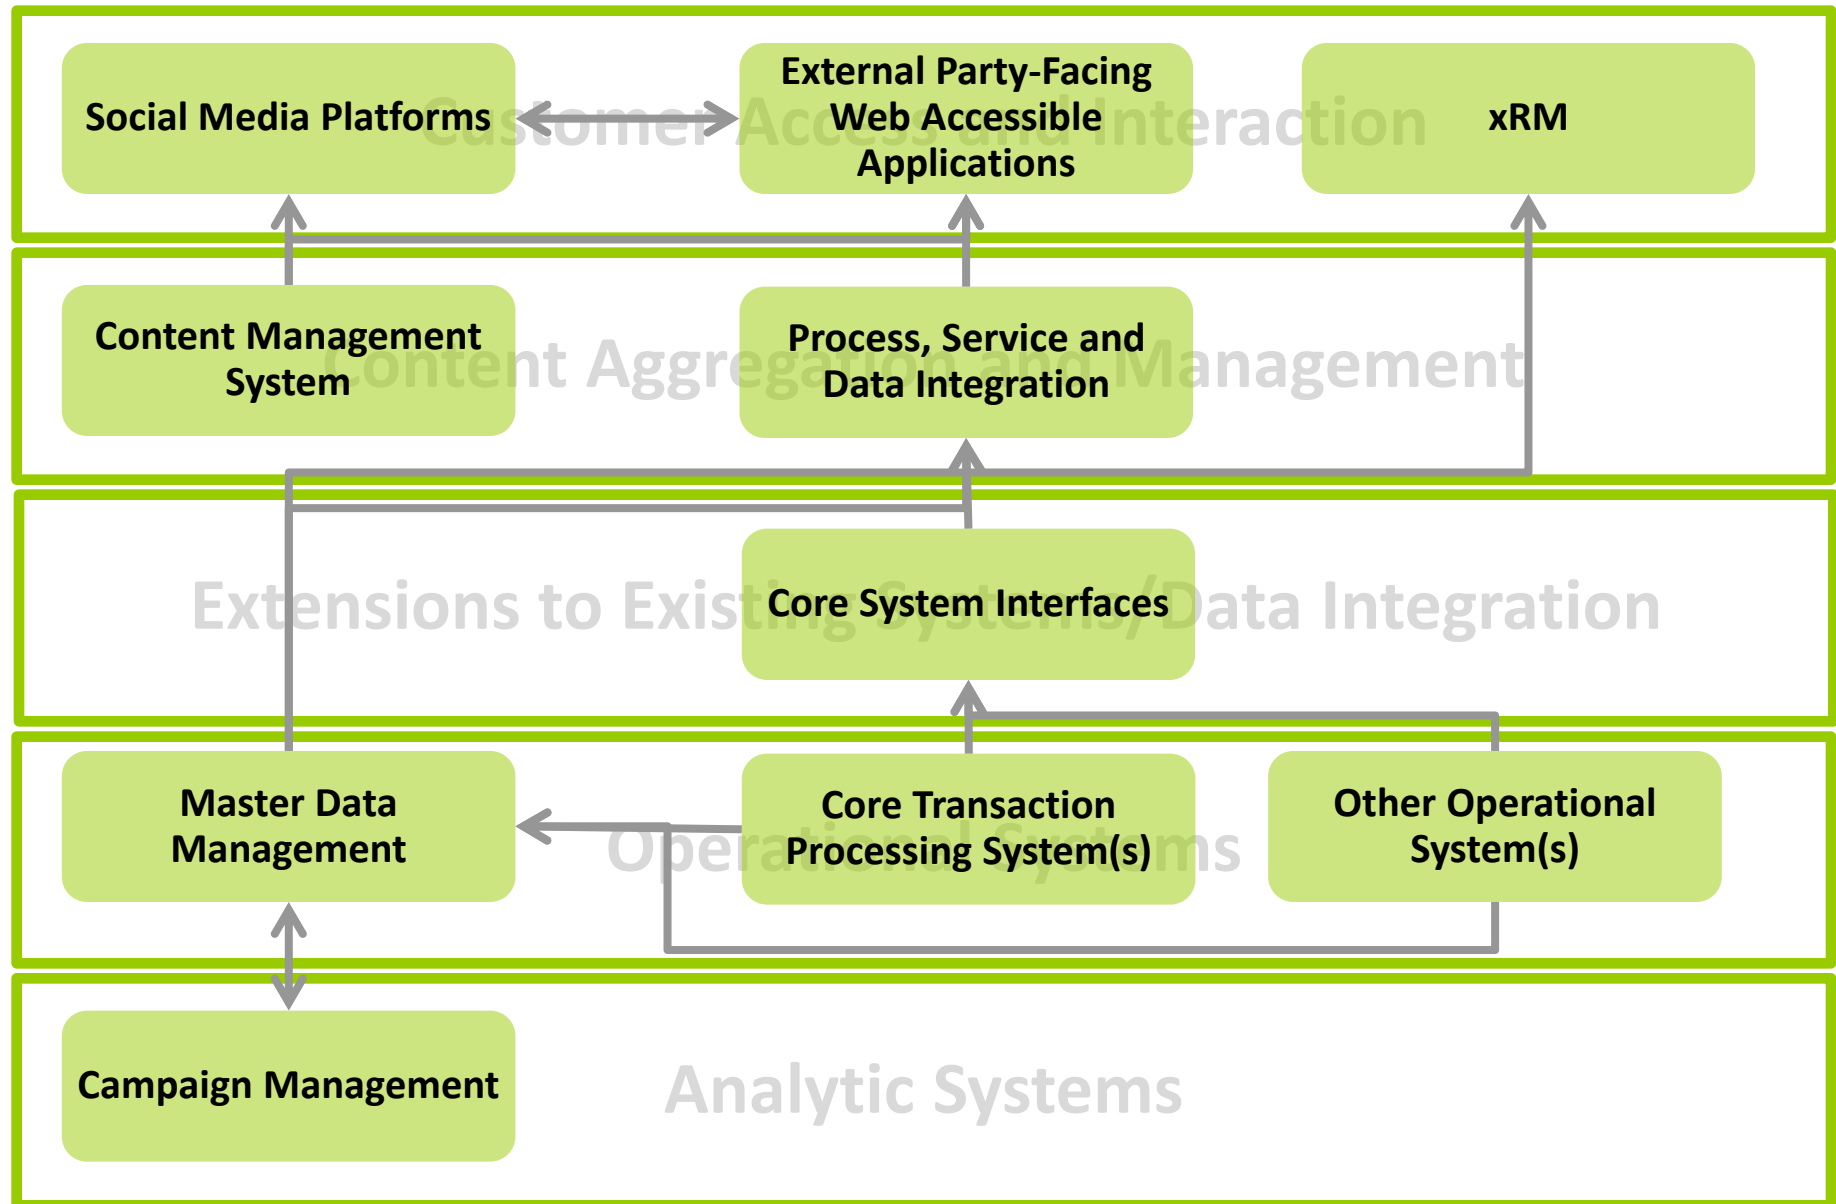 Customer Access and Interaction
Social Media Platforms
External Party-Facing
Web Accessible
Applications
xRM
Content Aggregation and Management
Content Management
System
Process, Service and
Data Integration
Extensions to Existing Systems/Data Integration
Core System Interfaces
Operational Systems
Master Data
Management
Core Transaction
Processing System(s)
Other Operational
System(s)
Analytic Systems
Campaign Management